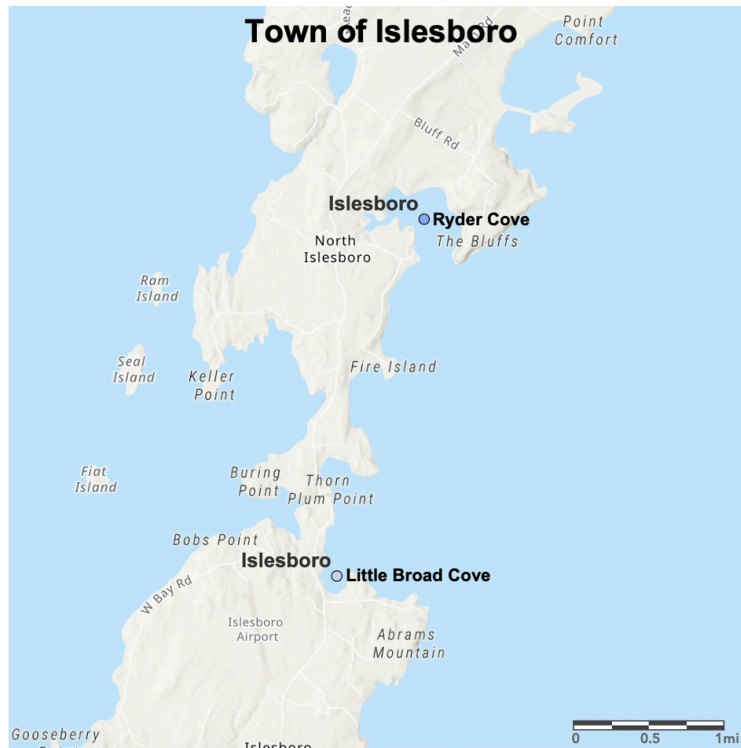 Town of Islesboro
Point
Comfort
Bluff Rd
Islesboro
Ryder Cove
North
Islesboro
The Bluffs
Ram
Island
Seal
Island
Keller
Point
Fire Island
Fiat
Island
Buring
Point
Thorn
Plum Point
Bobs Point
Islesboro
Little Broad Cove
W Bay Rd
Islesboro
Airport
Abrams
Mountain
Gooseberry
Islesboro
0 0.5 1mi